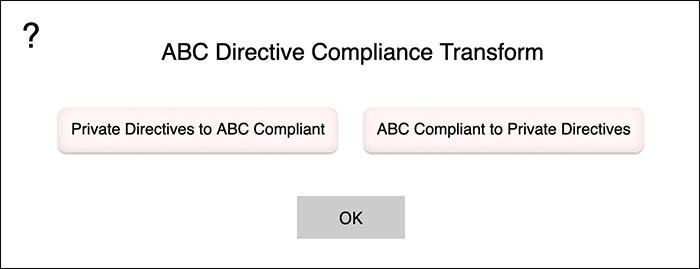 ?
ABC Directive Compliance Transform
Private Directives to ABC Compliant
ABC Compliant to Private Directives
OK